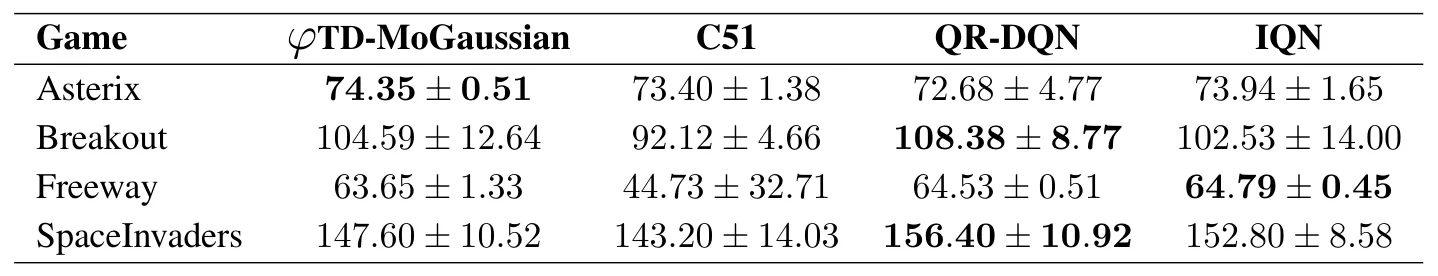 Game φTD-MoGaussian C51 QR-DQN IQN
Asterix 74.35 ± 0.51 73.40 ± 1.38 72.68 ± 4.77 73.94 ± 1.65
Breakout 104.59 ± 12.64 92.12 ± 4.66 108.38 ± 8.77 102.53 ± 14.00
Freeway 63.65 ± 1.33 44.73 ± 32.71 64.53 ± 0.51 64.79 ± 0.45
SpaceInvaders 147.60 ± 10.52 143.20 ± 14.03 156.40 ± 10.92 152.80 ± 8.58